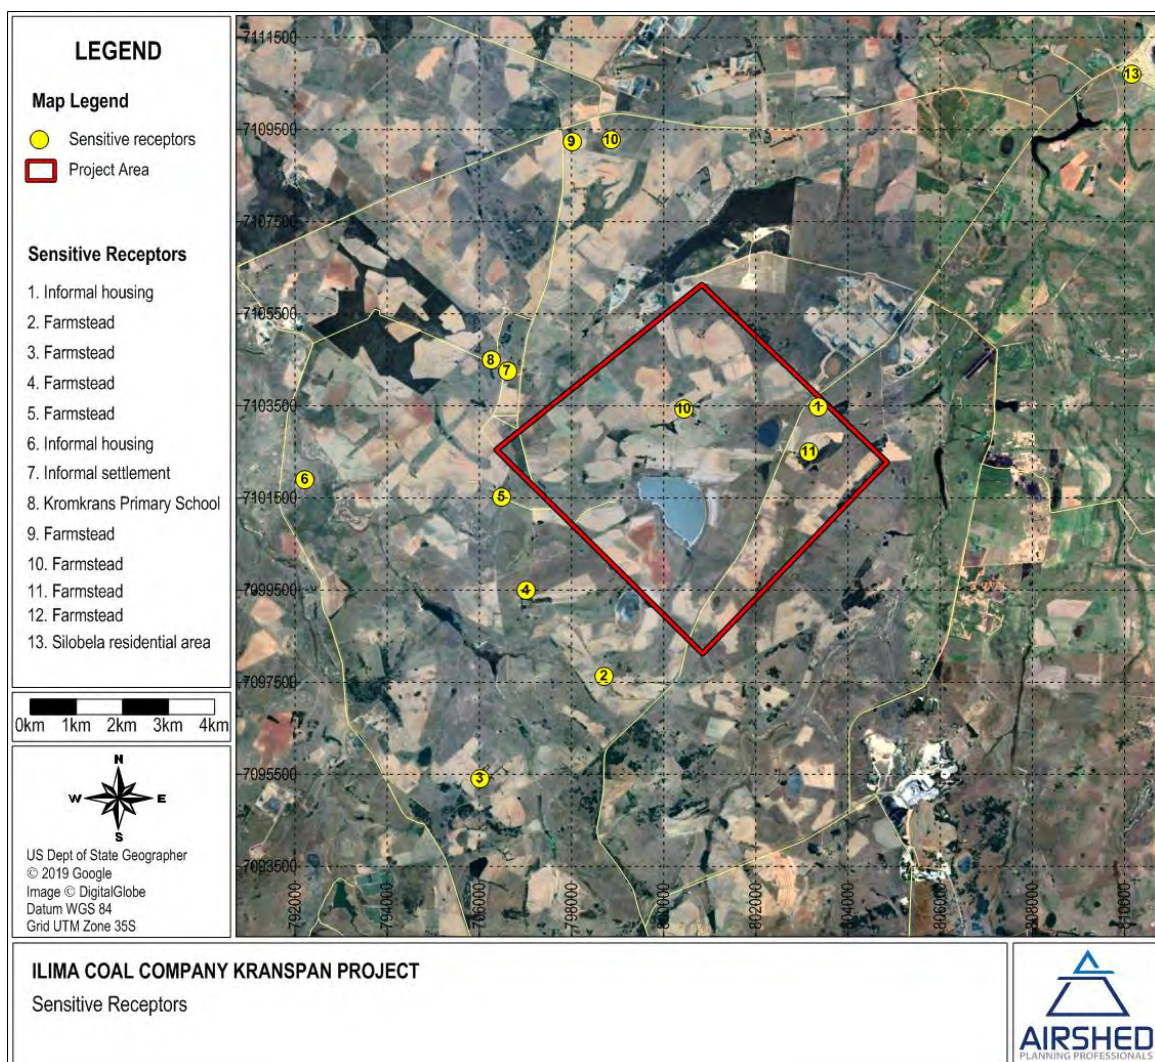 LEGEND
Map Legend
Sensitive receptors
Project Area
Sensitive Receptors
1. Informal housing
2. Farmstead
3. Farmstead
4. Farmstead
5. Farmstead
6. Informal housing
7. Informal settlement
8. Kromkrans Primary School
9. Farmstead
10. Farmstead
11. Farmstead
12. Farmstead
13. Silobela residential area
0km 1km 2km 3km 4km
N
W E
S
US Dept of State Geographer
© 2019 Google
Image © DigitalGlobe
Datum WGS 84
Grid UTM Zone 35S
7111500
13
7109500
9 10
7107500
7105500
8
7
7103500
10
1
11
6
7101500
5
7099500
4
7097500
2
7095500
3
7093500
792000 794000 796000 798000 800000 802000 804000 806000 808000 810000
ILIMA COAL COMPANY KRANSPAN PROJECT
Sensitive Receptors
AIRSHED
PLANNING PROFESSIONALS